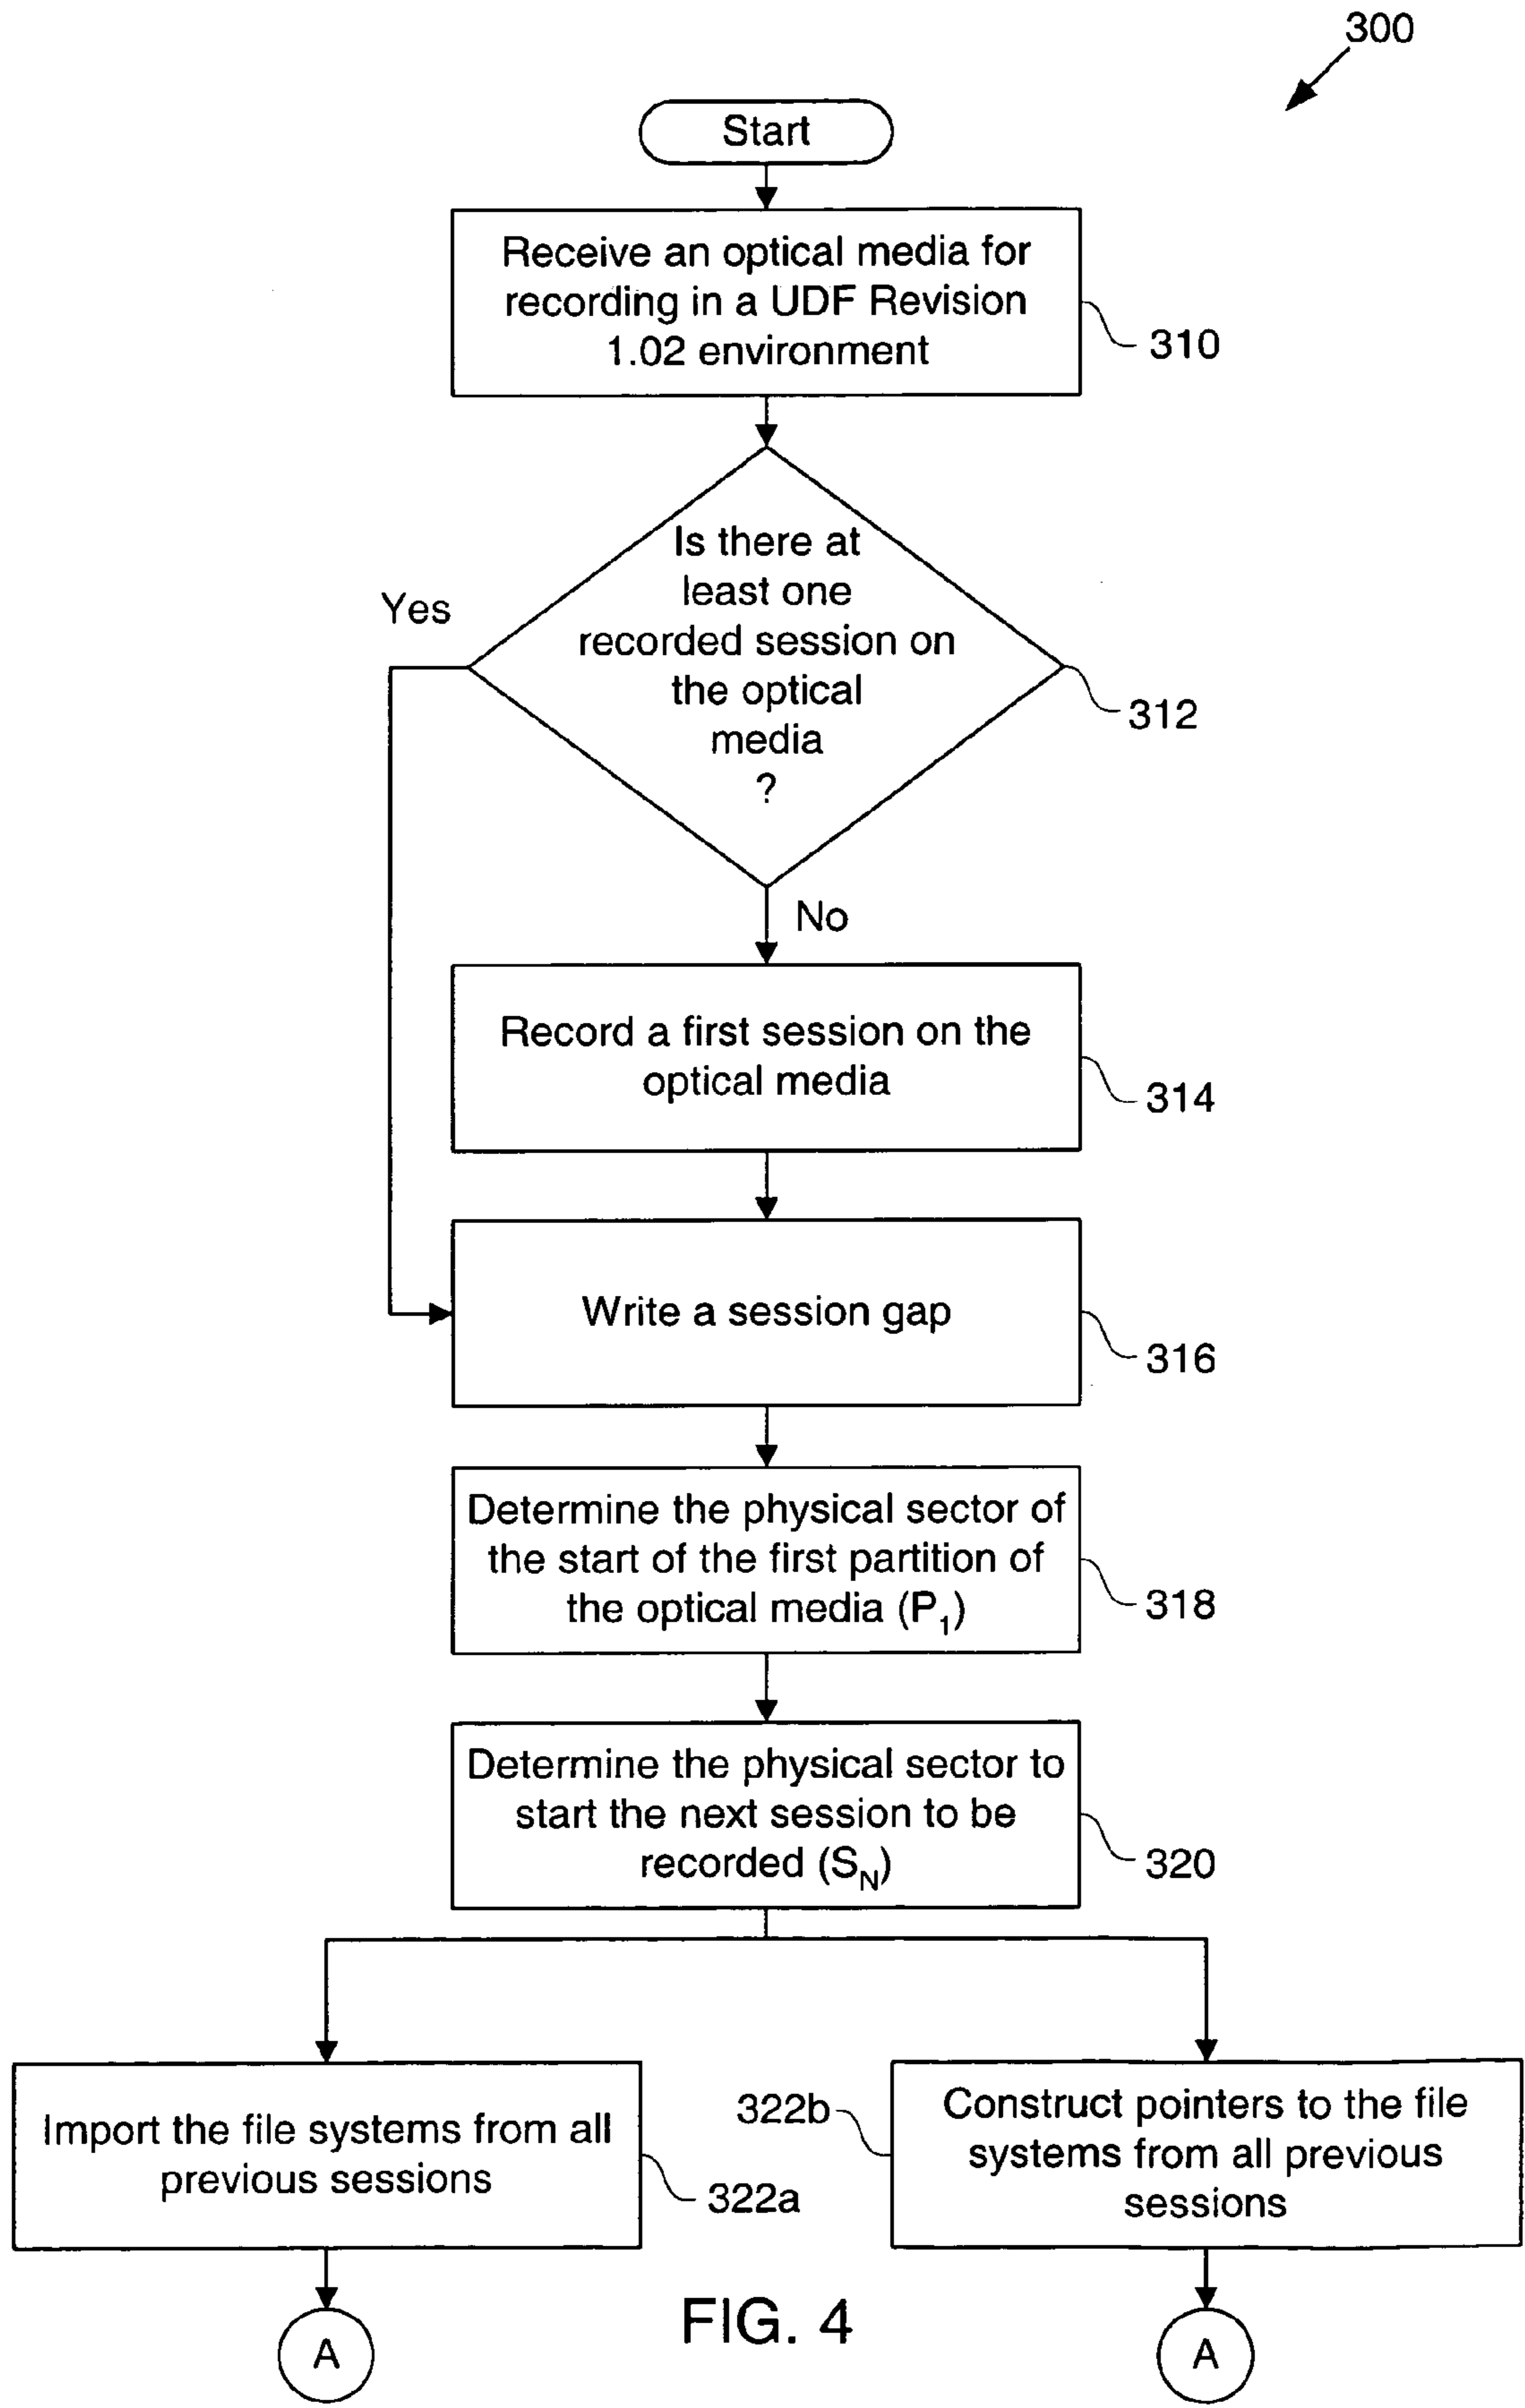 300
Start
Receive an optical media for
recording in a UDF Revision
1.02 environment
310
Is there at
least one
recorded session on
the optical
media
?
Yes
312
No
Record a first session on the
optical media
314
Write a session gap
316
Determine the physical sector of
the start of the first partition of
the optical media (P1)
318
Determine the physical sector to
start the next session to be
recorded (SN)
320
Import the file systems from all
previous sessions
322a
322b
Construct pointers to the file
systems from all previous
sessions
A
FIG. 4
A